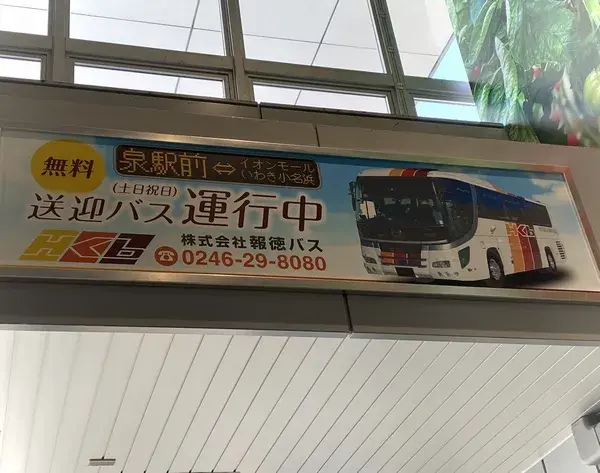 無料
泉駅前⇔イオンモール
いわき小名浜
(土日祝日)
送迎バス運行中
HKb
株式会社報徳バス
☎0246-29-8080
HKb